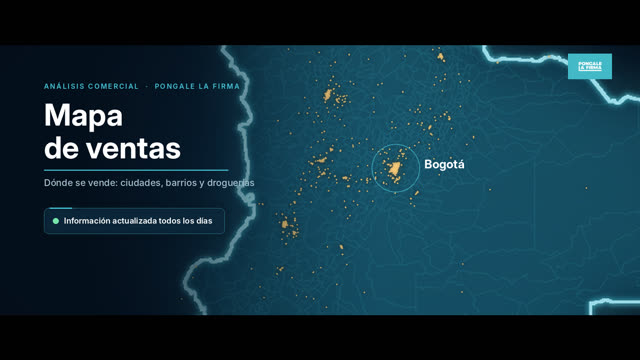 ANÁLISIS COMERCIAL · PONGALE LA FIRMA
Mapa
de ventas
Dónde se vende: ciudades, barrios y droguerías
Información actualizada todos los días
Bogotá
PONGALE
LA FIRMA